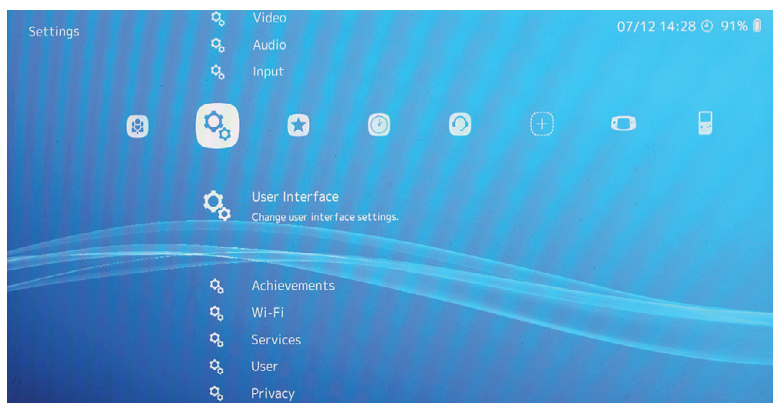 Video
Settings
07/12 14:28 91%
Audio
Input
User Interface
Change user interface settings.
Achievements
Wi-Fi
Services
User
Privacy